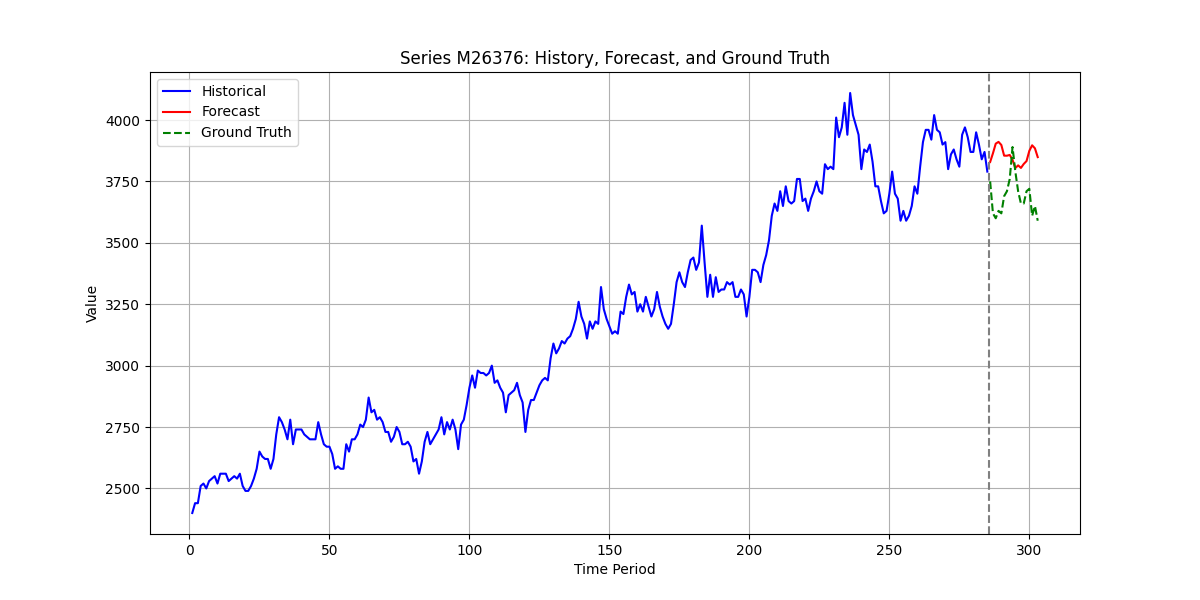 Series M26376: History, Forecast, and Ground Truth
Historical
Forecast
Ground Truth
4000
3750
3500
3250
3000
2750
2500
Value
0 50 100 150 200 250 300
Time Period